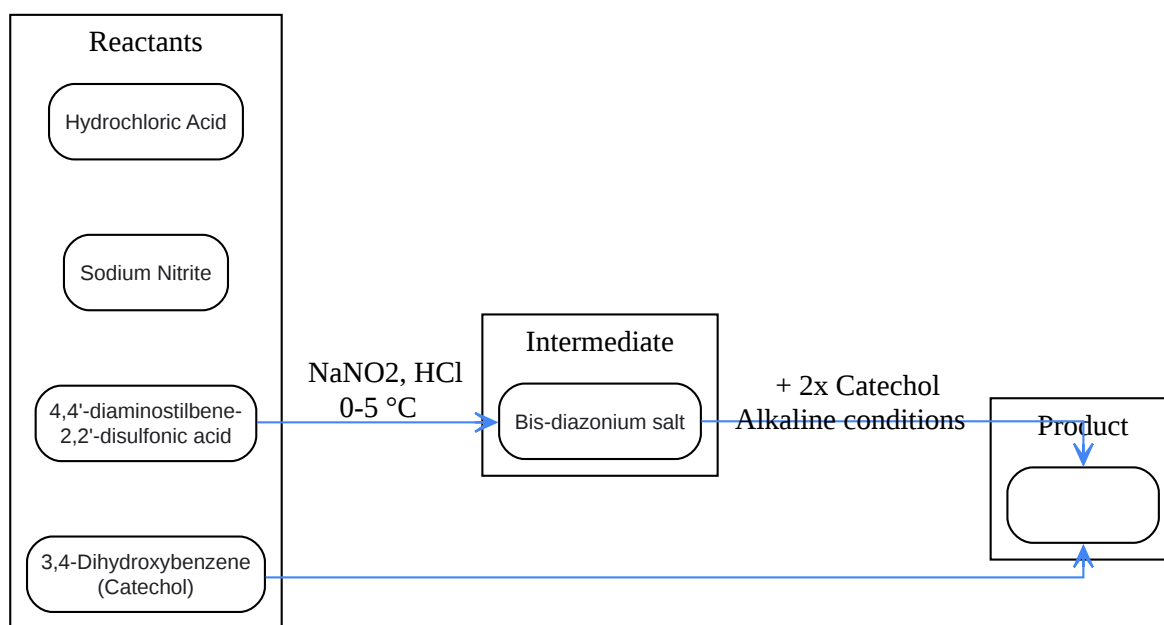 Reactants
Hydrochloric Acid
Sodium Nitrite
4,4'-diaminostilbene-
2,2'-disulfonic acid
3,4-Dihydroxybenzene
(Catechol)
NaNO2, HCl
0-5 °C
Intermediate
Bis-diazonium salt
+ 2x Catechol
Alkaline conditions
Product